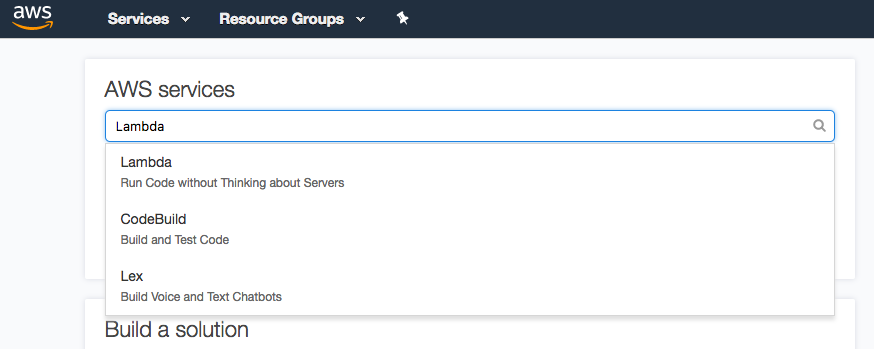 aws Services Resource Groups
AWS services
Lambda
Lambda
Run Code without Thinking about Servers
CodeBuild
Build and Test Code
Lex
Build Voice and Text Chatbots
Build a solution